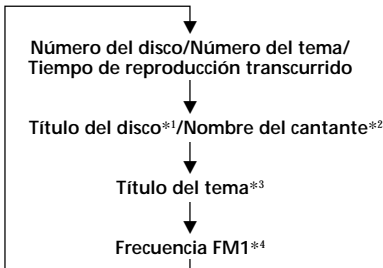 Número del disco/Número del tema/
Tiempo de reproducción transcurrido
Título del disco*1/Nombre del cantante*2
Título del tema*3
Frecuencia FM1*4